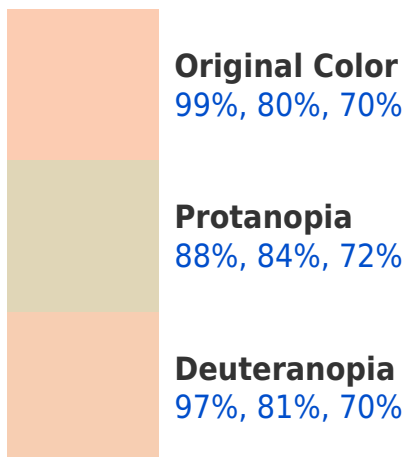 Original Color
99%, 80%, 70%
Protanopia
88%, 84%, 72%
Deuteranopia
97%, 81%, 70%